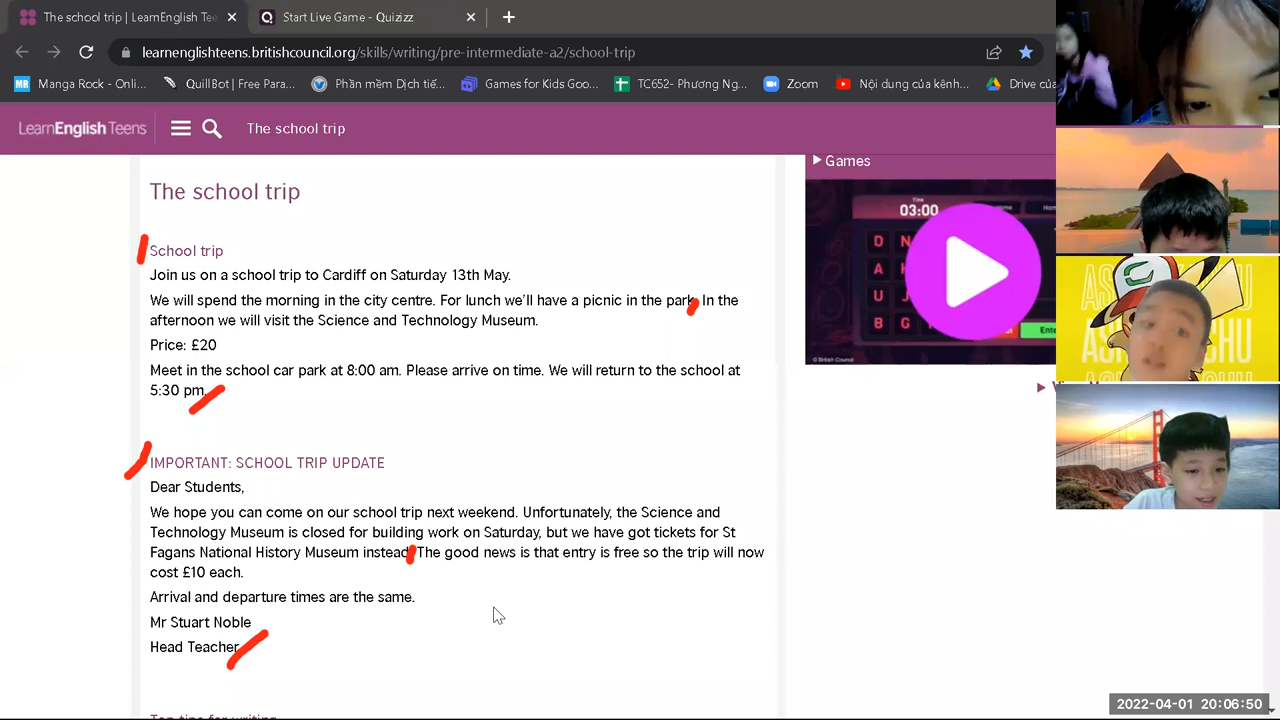 The school trip | LearnEnglish Tee
Start Live Game – Quizizz
learnenglishteens.britishcouncil.org/skills/writing/pre-intermediate-a2/school-trip
MR Manga Rock - Onli...
QuillBot | Free Para...
Phần mềm Dịch tiế...
Games for Kids Geo...
TC652- Phương Ng...
Zoom
Nội dung của kênh...
Drive của
LearnEnglish Teens
The school trip
Games
The school trip
School trip
Join us on a school trip to Cardiff on Saturday 13th May.
We will spend the morning in the city centre. For lunch we'll have a picnic in the park. In the
afternoon we will visit the Science and Technology Museum.
Price: £20
Meet in the school car park at 8:00 am. Please arrive on time. We will return to the school at
5:30 pm.
IMPORTANT: SCHOOL TRIP UPDATE
Dear Students,
We hope you can come on our school trip next weekend. Unfortunately, the Science and
Technology Museum is closed for building work on Saturday, but we have got tickets for St
Fagans National History Museum instead. The good news is that entry is free so the trip will now
cost £10 each.
Arrival and departure times are the same.
Mr Stuart Noble
Head Teacher
Top tips for writing
Time
03:00
D N
A
U
B G
Ente
© British Council
2022-04-01 20:06:50